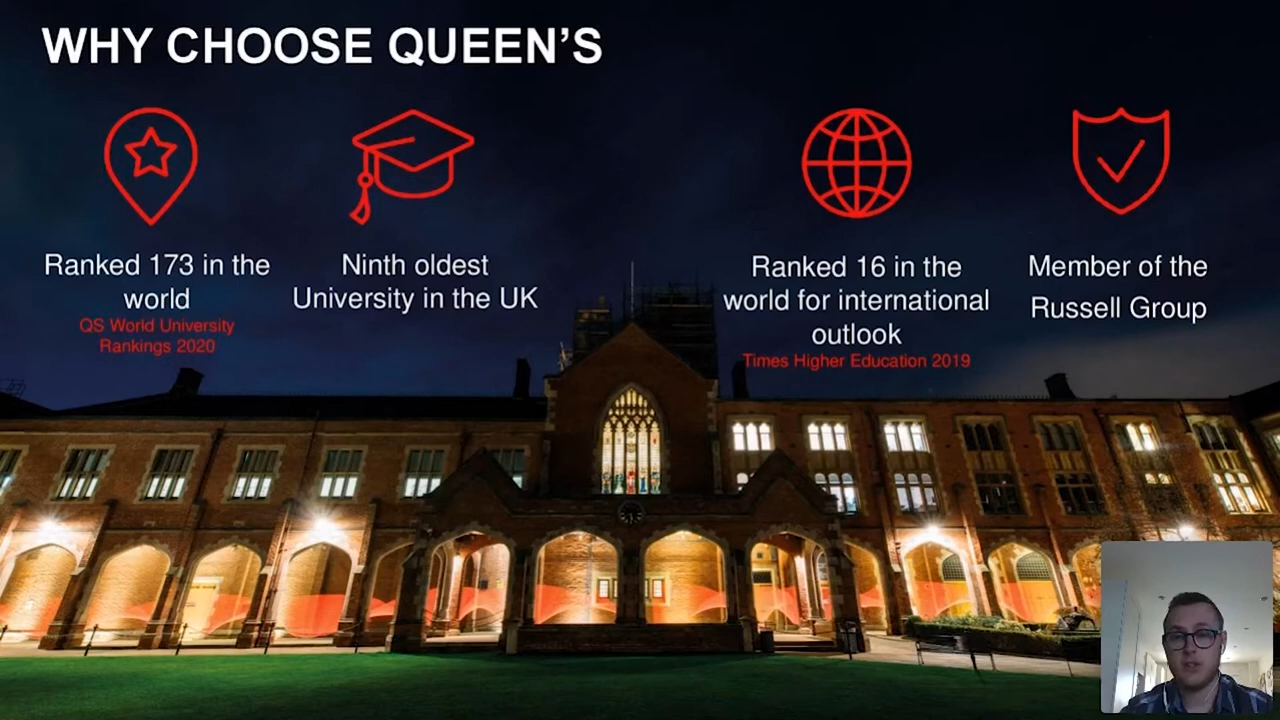 WHY CHOOSE QUEEN'S
Ranked 173 in the
world
QS World University
Rankings 2020
Ninth oldest
University in the UK
Ranked 16 in the
world for international
outlook
Times Higher Education 2019
Member of the
Russell Group